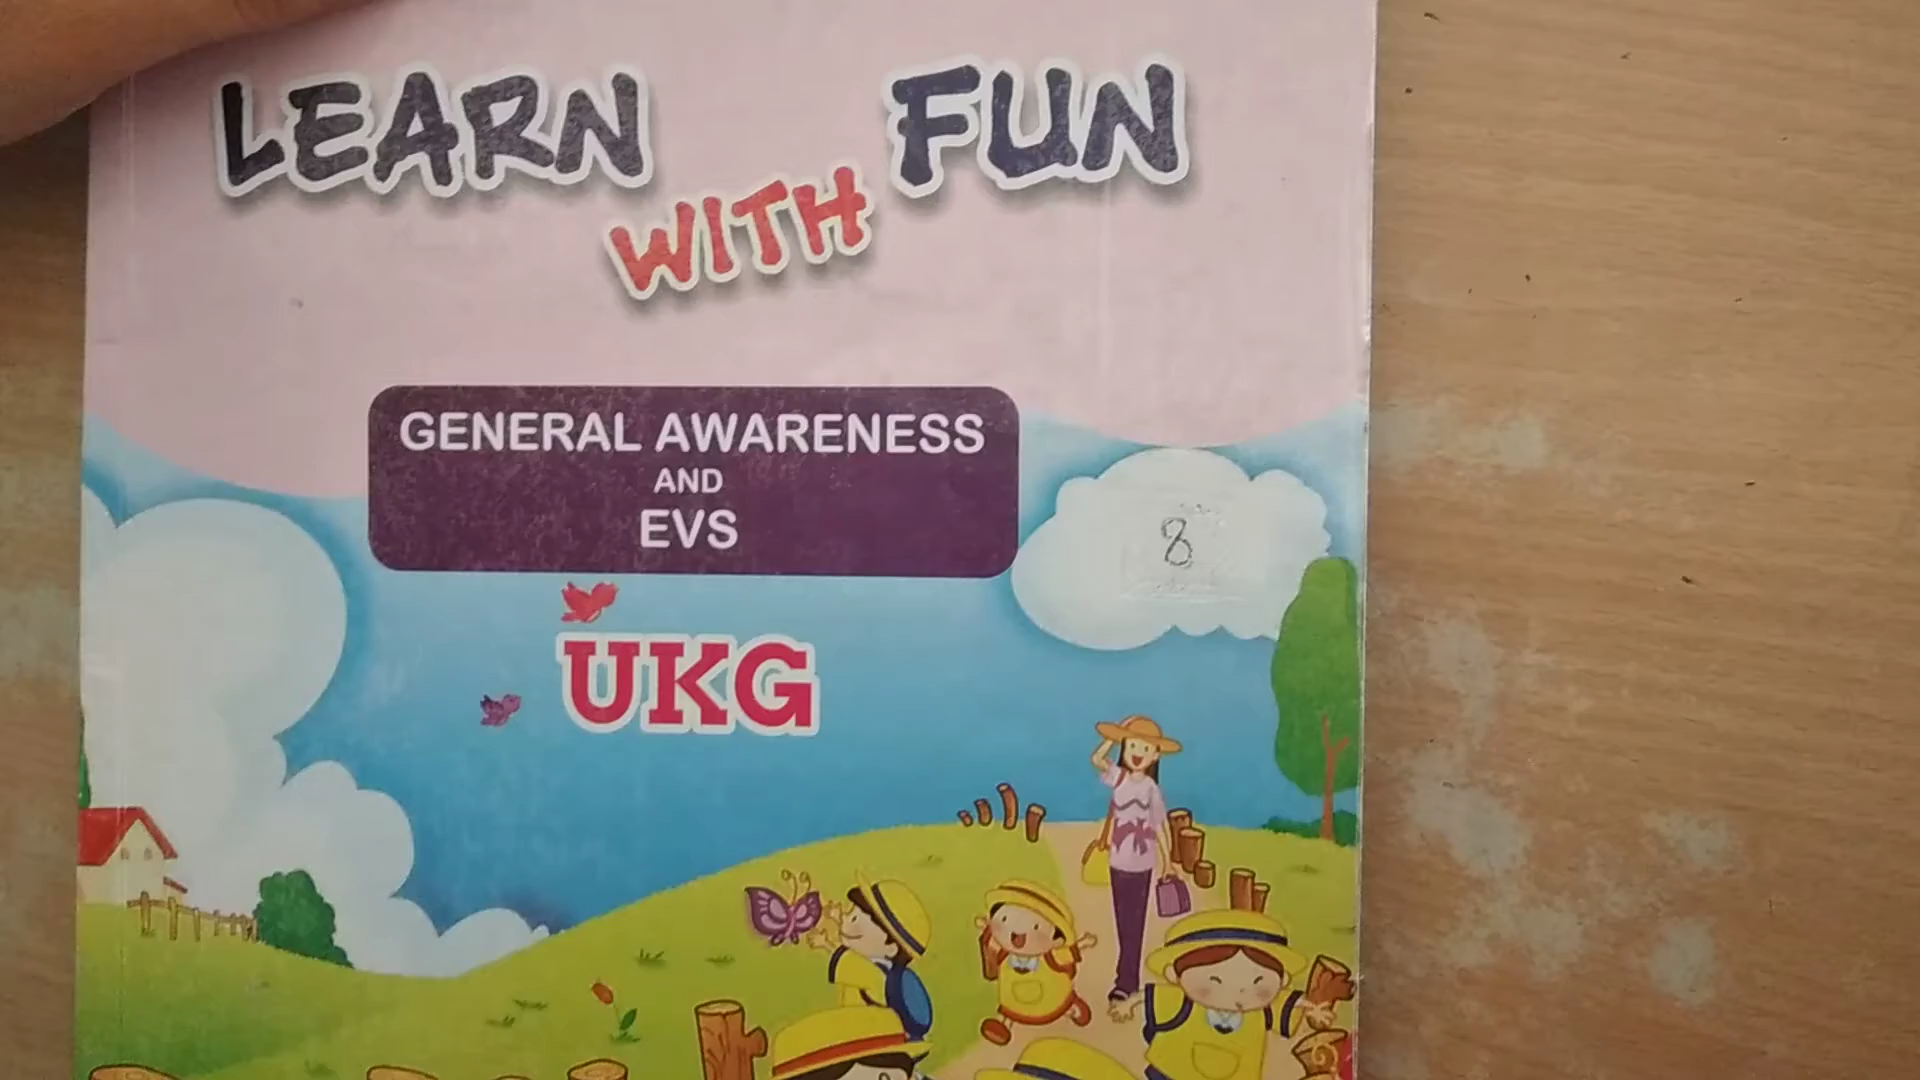 LEARN WITH FUN
GENERAL AWARENESS
AND
EVS
8
UKG